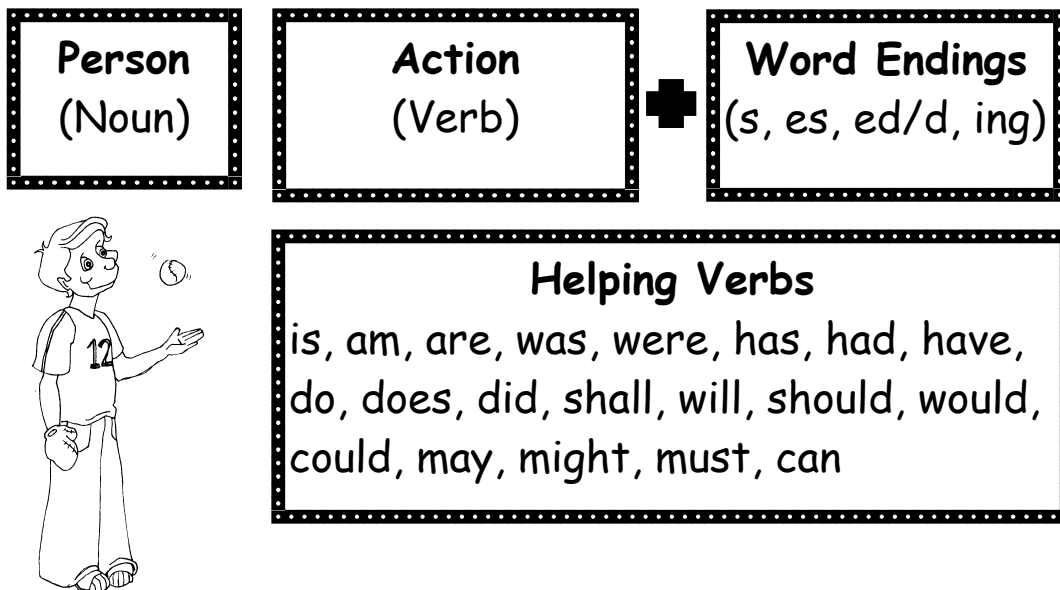 Person
(Noun)
Action
(Verb)
Word Endings
(s, es, ed/d, ing)
12
Helping Verbs
is, am, are, was, were, has, had, have,
do, does, did, shall, will, should, would,
could, may, might, must, can